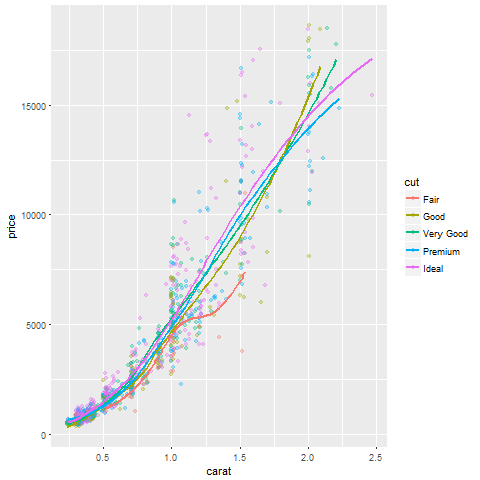 15000
10000
5000
0
price
0.5
1.0
1.5
2.0
2.5
carat
cut
Fair
Good
Very Good
Premium
Ideal